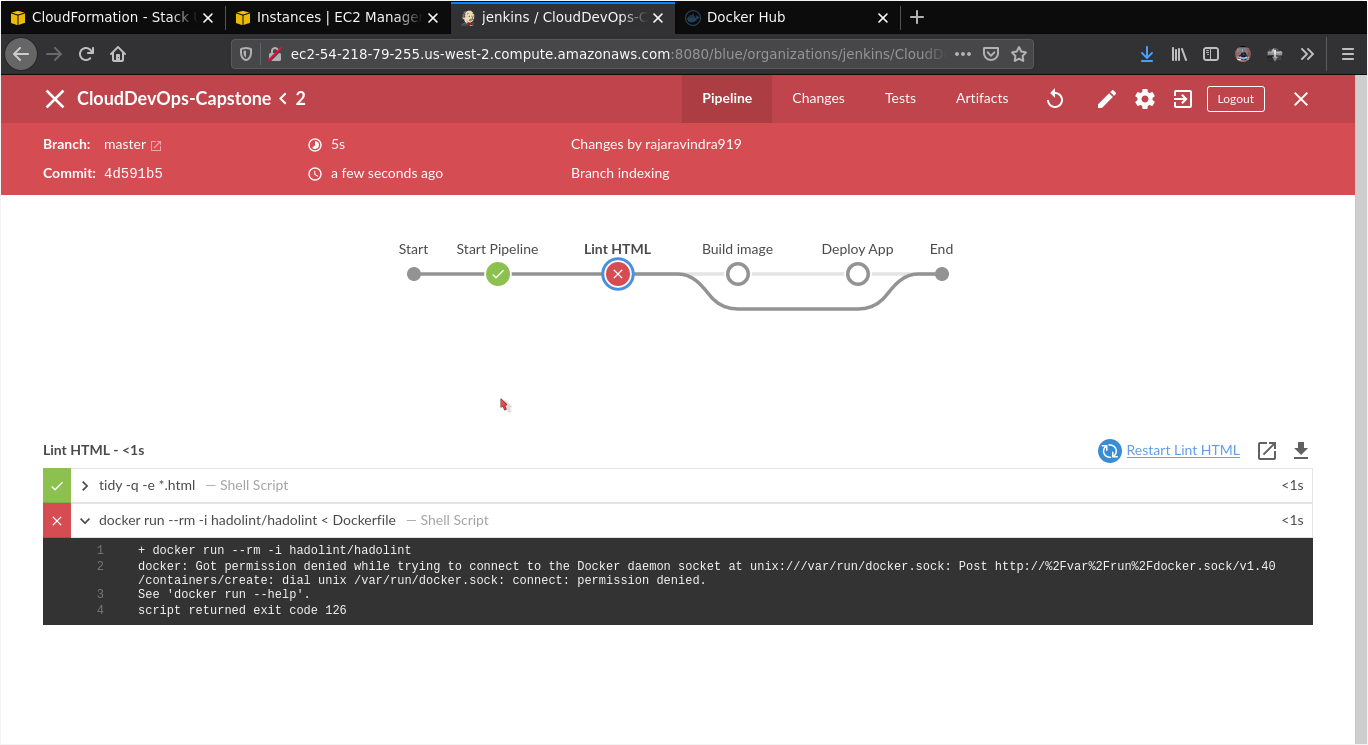 CloudFormation - Stack
Instances | EC2 Manage
jenkins / CloudDevOps-C
Docker Hub
ec2-54-218-79-255.us-west-2.compute.amazonaws.com:8080/blue/organizations/jenkins/CloudD
CloudDevOps-Capstone < 2
Pipeline
Changes
Tests
Artifacts
Logout
Branch: master
5s
Changes by rajaravindra919
Commit: 4d591b5
a few seconds ago
Branch indexing
Start
Start Pipeline
Lint HTML
Build image
Deploy App
End
Lint HTML - <1s
Restart Lint HTML
tidy -q -e *.html — Shell Script
<1s
docker run --rm -i hadolint/hadolint < Dockerfile — Shell Script
<1s
1 + docker run --rm -i hadolint/hadolint
2 docker: Got permission denied while trying to connect to the Docker daemon socket at unix:///var/run/docker.sock: Post http://%2Fvar%2Frun%2Fdocker.sock/v1.40
/containers/create: dial unix /var/run/docker.sock: connect: permission denied.
3 See 'docker run --help'.
4 script returned exit code 126